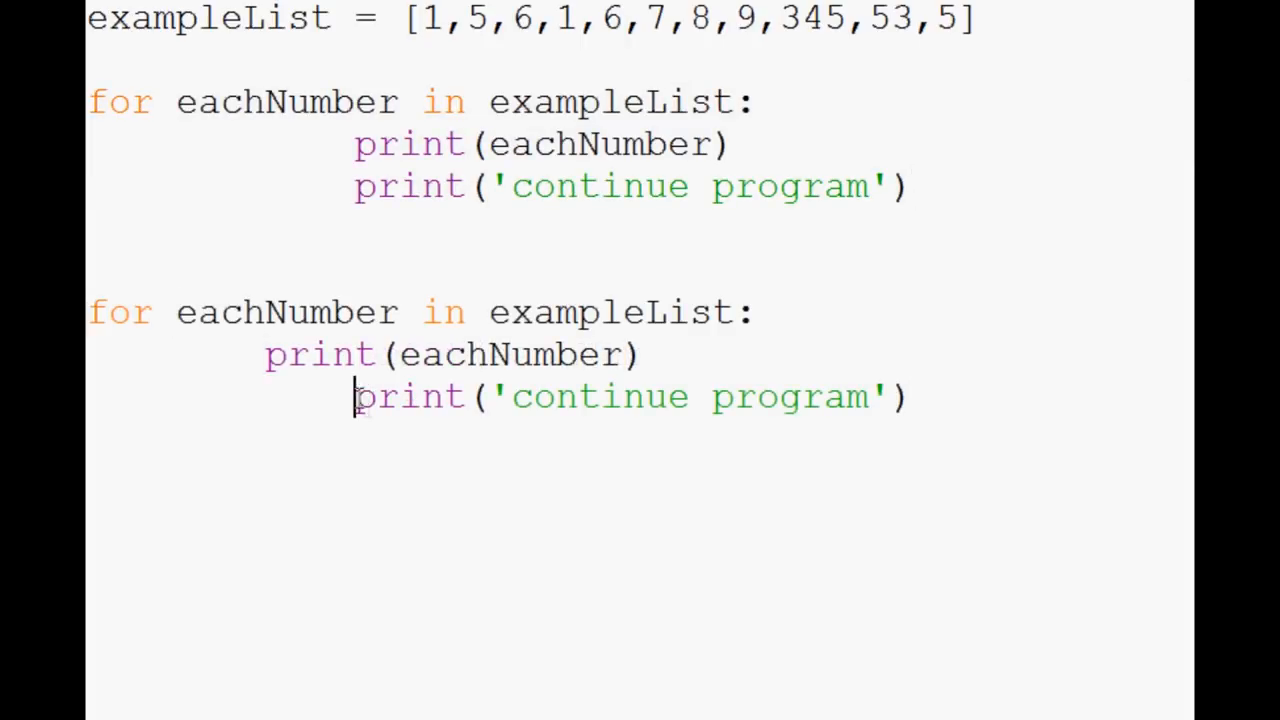 exampleList = [1,5,6,1,6,7,8,9,345,53,5]
for eachNumber in exampleList:
            print(eachNumber)
            print('continue program')
for eachNumber in exampleList:
        print(eachNumber)
            print('continue program')